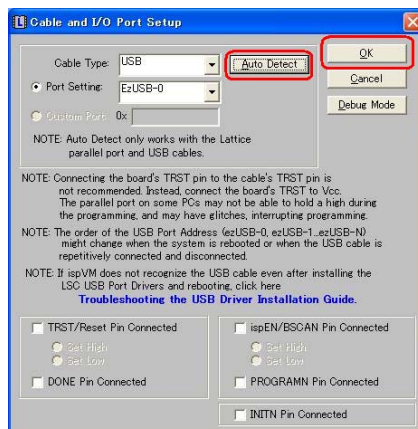 Cable and I/O Port Setup
Cable Type: USB
Auto Detect
OK
Port Setting: EzUSB-0
Cancel
Custom Port: 0x
Debug Mode
NOTE: Auto Detect only works with the Lattice
parallel port and USB cables.
NOTE: Connecting the board's TRST pin to the cable's TRST pin is
not recommended. Instead, connect the board's TRST to Vcc.
The parallel port on some PCs may not be able to hold a high during
the programming, and may have glitches, interrupting programming.
NOTE: The order of the USB Port Address (ezUSB-0, ezUSB-1...ezUSB-N)
might change when the system is rebooted or when the USB cable is
repetitively connected and disconnected.
NOTE: If ispVM does not recognize the USB cable even after installing the
LSC USB Port Drivers and rebooting, click here
Troubleshooting the USB Driver Installation Guide.
TRST/Reset Pin Connected
Set High
Set Low
DONE Pin Connected
ispEN/BSCAN Pin Connected
Set High
Set Low
PROGRAMN Pin Connected
INITN Pin Connected